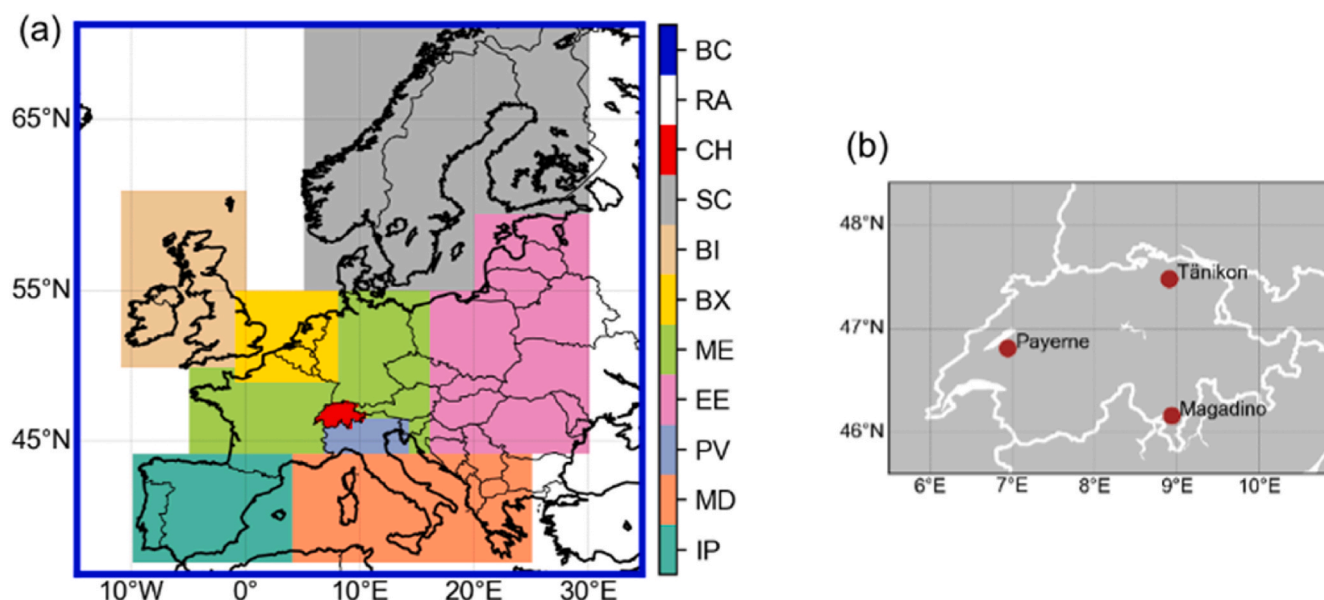 (a)
65°N
55°N
45°N
10°W
0°
10°E
20°E
30°E
BC
RA
CH
SC
BI
BX
ME
EE
PV
MD
IP
(b)
48°N
47°N
46°N
6°E
7°E
8°E
9°E
10°E
Tänikon
Payerne
Magadino